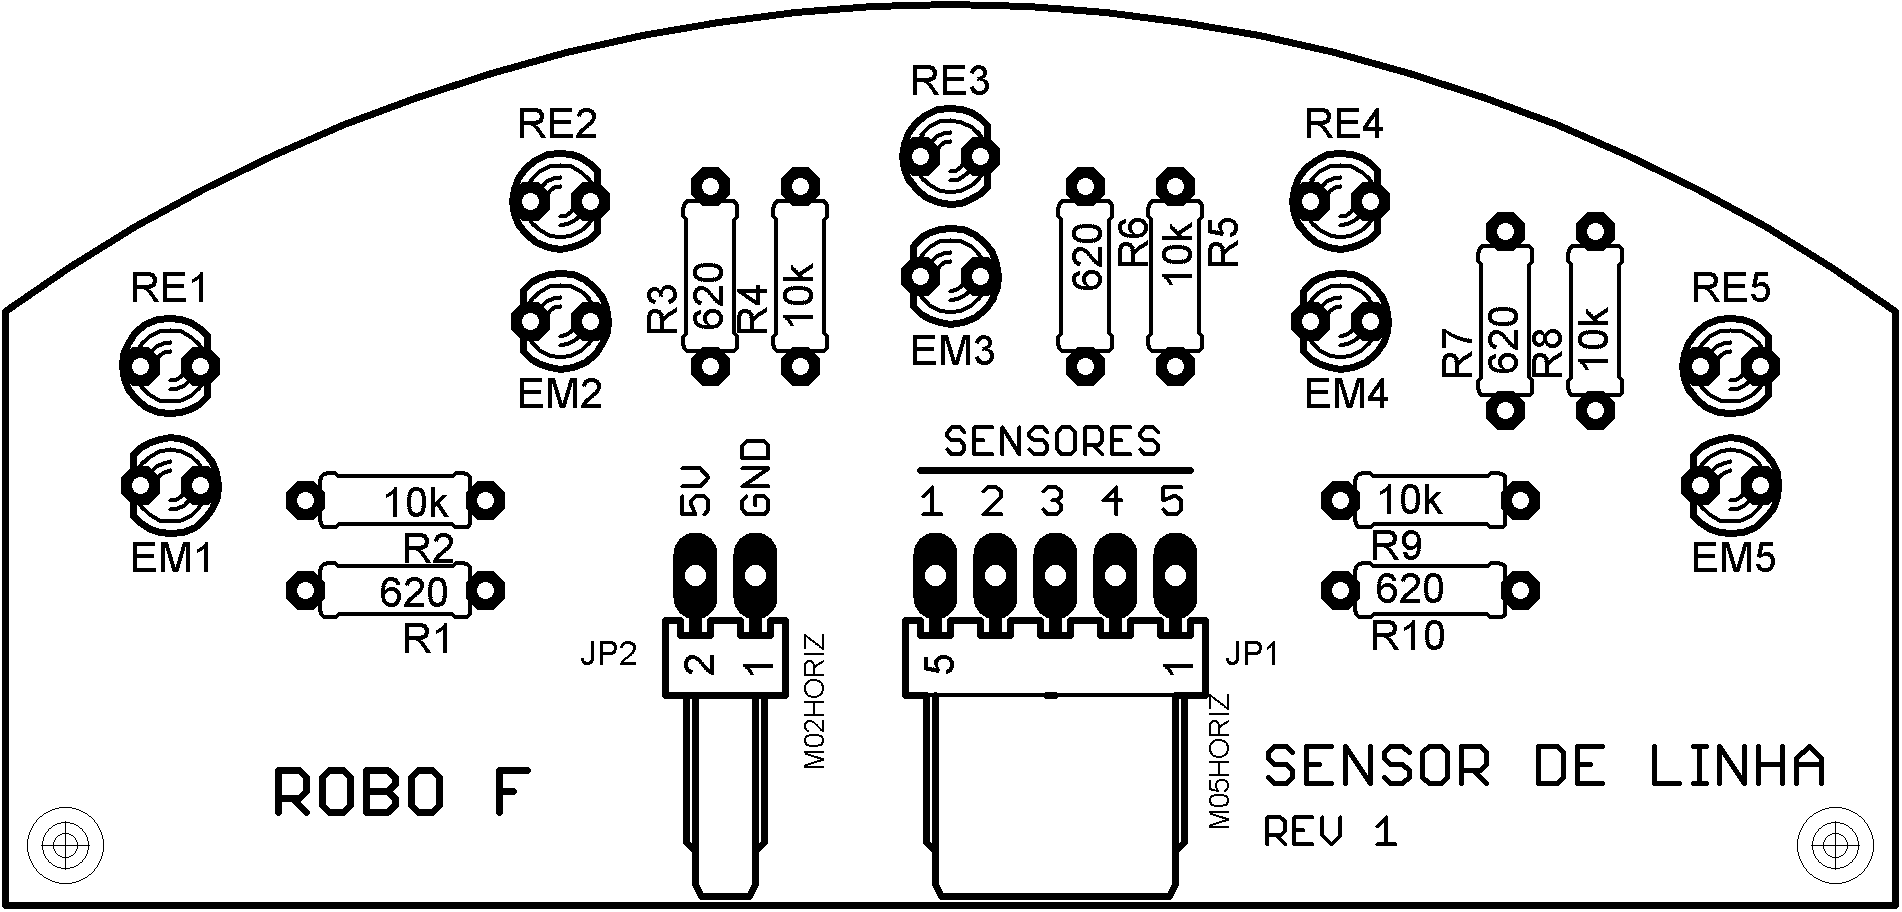 RE3
RE2
RE4
RE1
RE5
R3
620
R4
10k
620
R6
10k
R5
EM3
EM2
EM4
R7
620
R8
10k
SENSORES
5V
GND
1 2 3 4 5
10k
R2
EM1
620
R1
10k
R9
EM5
620
R10
JP2
2
1
M02HORIZ
5
1
JP1
M05HORIZ
ROBO F
SENSOR DE LINHA
REV 1